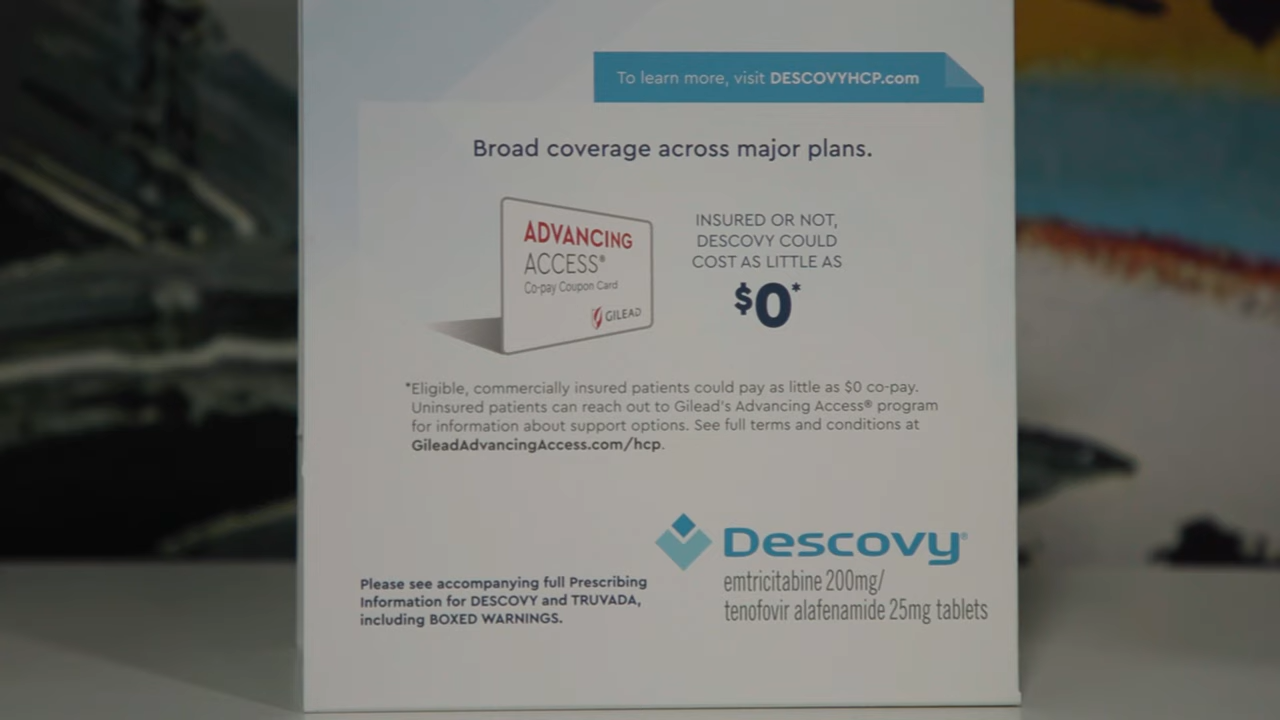 To learn more, visit DESCOVYHCP.com
Broad coverage across major plans.
ADVANCING
ACCESS®
Co-pay Coupon Card
GILEAD
INSURED OR NOT,
DESCOVY COULD
COST AS LITTLE AS
$0*
*Eligible, commercially insured patients could pay as little as $0 co-pay.
Uninsured patients can reach out to Gilead's Advancing Access® program
for information about support options. See full terms and conditions at
GileadAdvancingAccess.com/hcp.
Please see accompanying full Prescribing
Information for DESCOVY and TRUVADA,
including BOXED WARNINGS.
Descovy®
emtricitabine 200mg/
tenofovir alafenamide 25mg tablets